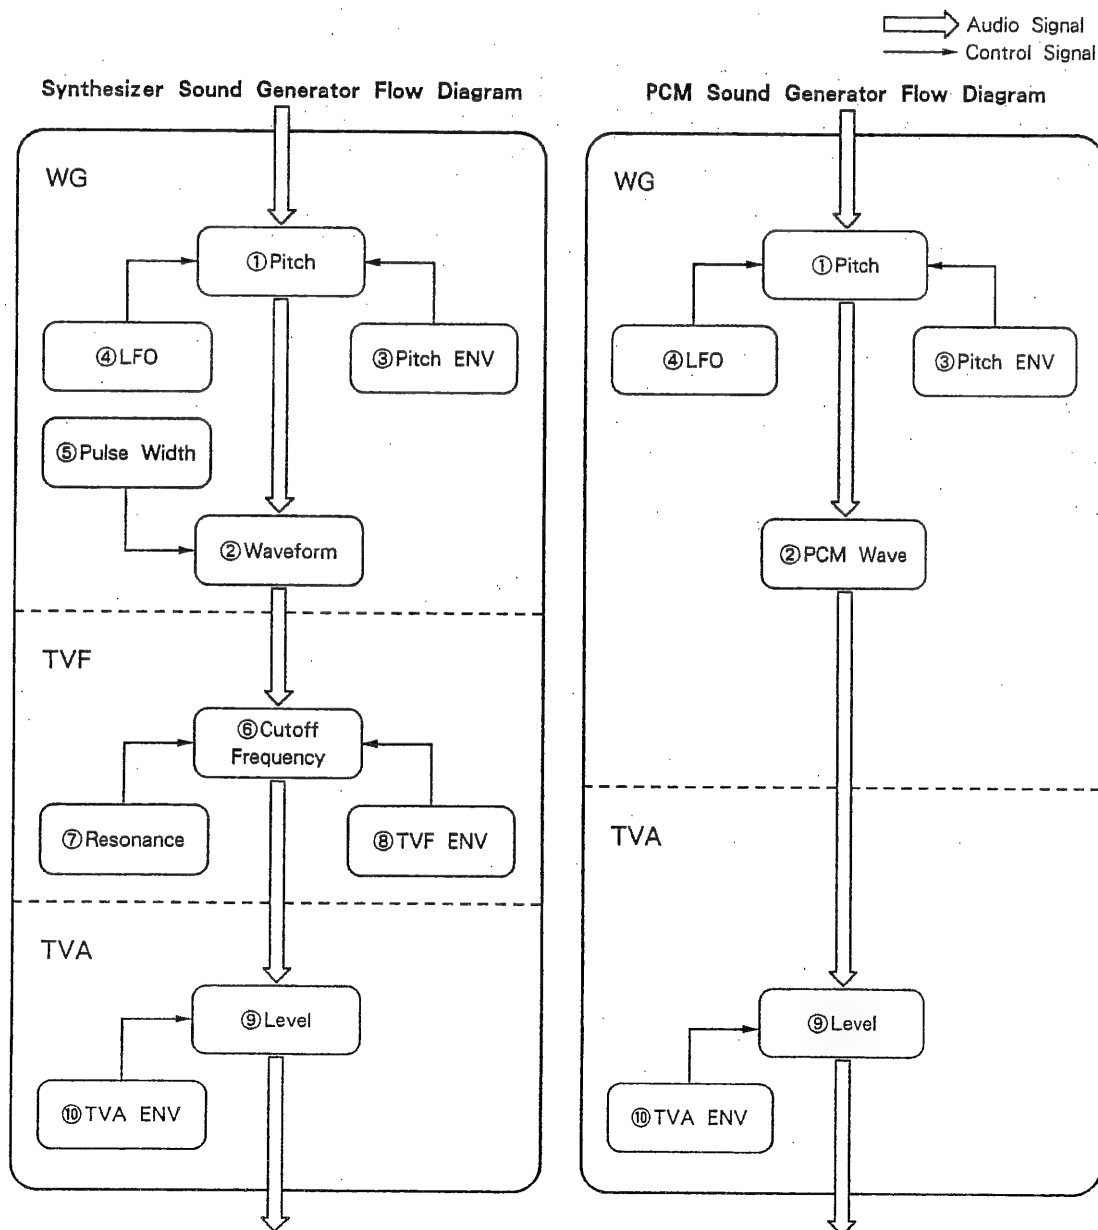 Audio Signal
Control Signal
Synthesizer Sound Generator Flow Diagram
WG
①Pitch
④LFO
③Pitch ENV
⑤Pulse Width
②Waveform
TVF
⑥Cutoff
Frequency
⑦Resonance
⑧TVF ENV
TVA
⑨Level
⑩TVA ENV
PCM Sound Generator Flow Diagram
WG
①Pitch
④LFO
③Pitch ENV
②PCM Wave
TVA
⑨Level
⑩TVA ENV